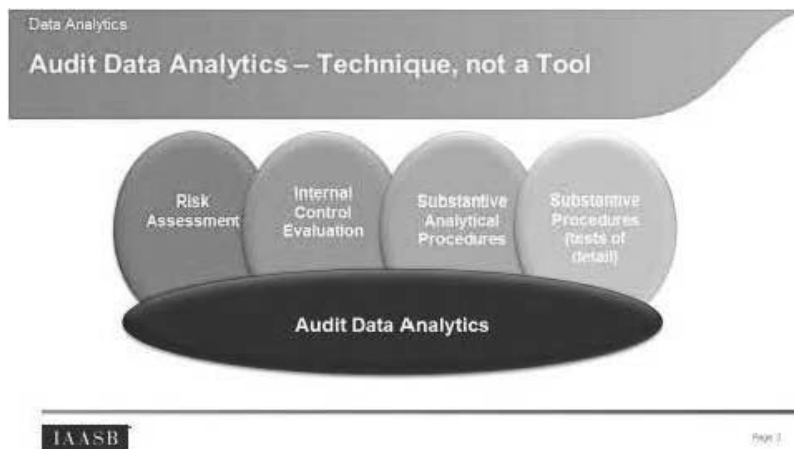 Data Analytics
Audit Data Analytics – Technique, not a Tool
Risk
Assessment
Internal
Control
Evaluation
Substantive
Analytical
Procedures
Substantive
Procedures
(tests of
detail)
Audit Data Analytics
IAASB
Page